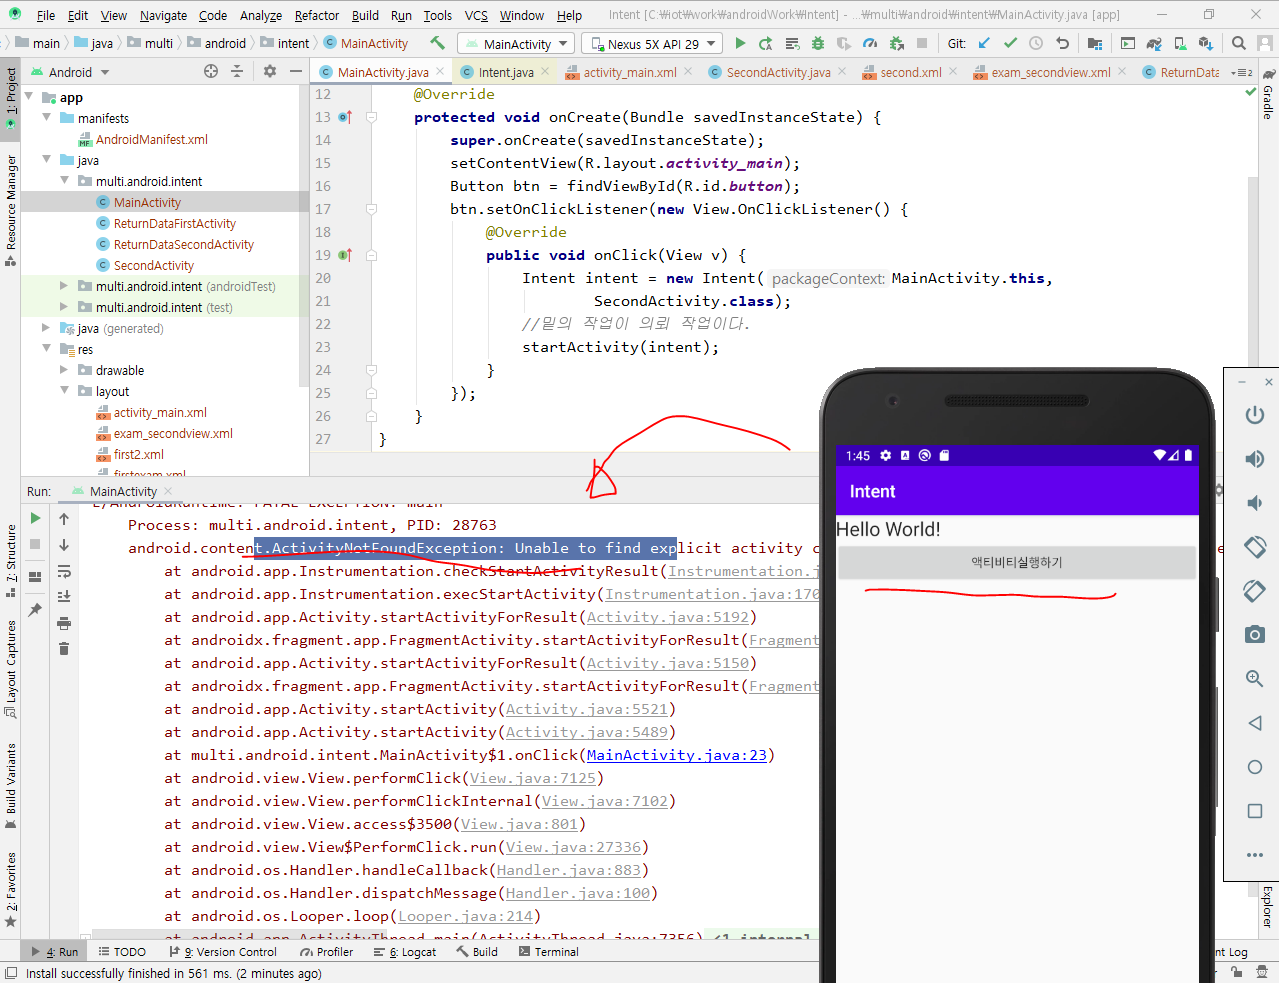 File Edit View Navigate Code Analyze Refactor Build Run Tools VCS Window Help Intent [C:₩iot₩work₩androidWork₩Intent] - ...₩multi₩android₩intent₩MainActivity.java [app]
main java multi android intent MainActivity MainActivity Nexus 5X API 29 Git:
Android
MainActivity.java Intent.java activity_main.xml SecondActivity.java second.xml exam_secondview.xml ReturnData
1: Project
Resource Manager
7: Structure
Layout Captures
Build Variants
2: Favorites
app
manifests
AndroidManifest.xml
java
multi.android.intent
MainActivity
ReturnDataFirstActivity
ReturnDataSecondActivity
SecondActivity
multi.android.intent (androidTest)
multi.android.intent (test)
java (generated)
res
drawable
layout
activity_main.xml
exam_secondview.xml
first2.xml
firstexam.xml
12 @Override
13 protected void onCreate(Bundle savedInstanceState) {
14 super.onCreate(savedInstanceState);
15 setContentView(R.layout.activity_main);
16 Button btn = findViewById(R.id.button);
17 btn.setOnClickListener(new View.OnClickListener() {
18 @Override
19 public void onClick(View v) {
20 Intent intent = new Intent( packageContext: MainActivity.this,
21 SecondActivity.class);
22 //밑의 작업이 의뢰 작업이다.
23 startActivity(intent);
24 }
25 });
26 }
27 }
Gradle
Run: MainActivity
E/AndroidRuntime: FATAL EXCEPTION: main
Process: multi.android.intent, PID: 28763
android.content.ActivityNotFoundException: Unable to find explicit activity c
at android.app.Instrumentation.checkStartActivityResult(Instrumentation.j
at android.app.Instrumentation.execStartActivity(Instrumentation.java:170
at android.app.Activity.startActivityForResult(Activity.java:5192)
at androidx.fragment.app.FragmentActivity.startActivityForResult(Fragment
at android.app.Activity.startActivityForResult(Activity.java:5150)
at androidx.fragment.app.FragmentActivity.startActivityForResult(Fragment
at android.app.Activity.startActivity(Activity.java:5521)
at android.app.Activity.startActivity(Activity.java:5489)
at multi.android.intent.MainActivity$1.onClick(MainActivity.java:23)
at android.view.View.performClick(View.java:7125)
at android.view.View.performClickInternal(View.java:7102)
at android.view.View.access$3500(View.java:801)
at android.view.View$PerformClick.run(View.java:27336)
at android.os.Handler.handleCallback(Handler.java:883)
at android.os.Handler.dispatchMessage(Handler.java:100)
at android.os.Looper.loop(Looper.java:214)
at android.app.ActivityThread.main(ActivityThread.java:7356) <1 internal
1:45
Intent
Hello World!
액티비티실행하기
Explorer
4: Run TODO 9: Version Control Profiler 6: Logcat Build Terminal nt Log
Install successfully finished in 561 ms. (2 minutes ago)